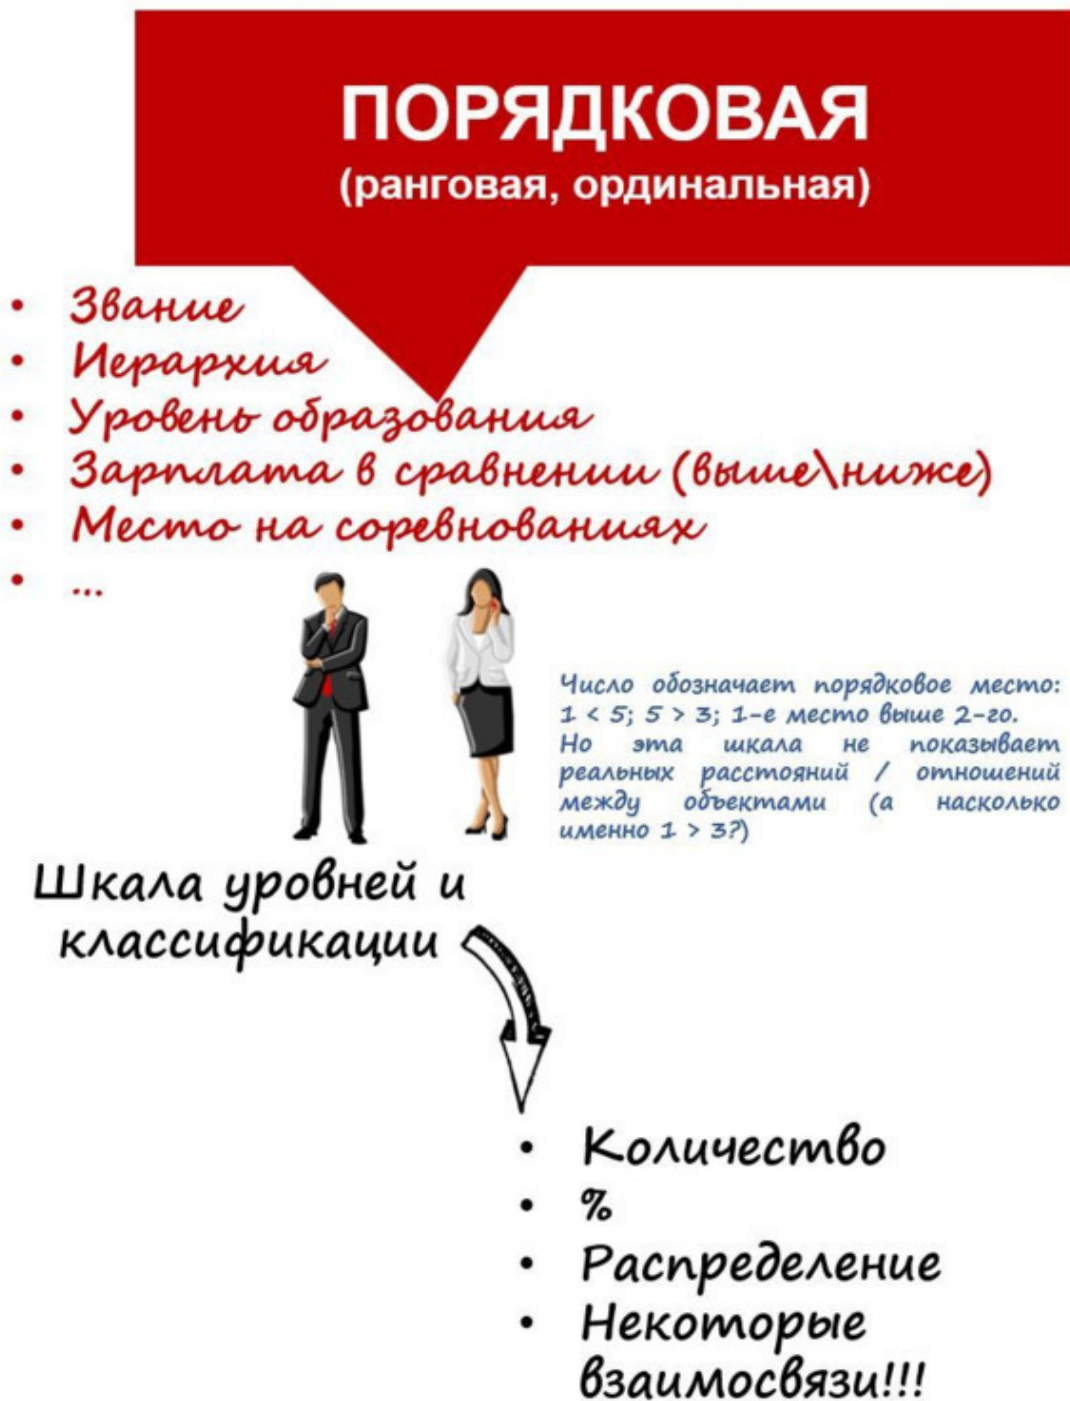 ПОРЯДКОВАЯ
(ранговая, ординальная)
• Звание
• Иерархия
• Уровень образования
• Зарплата в сравнении (выше\ниже)
• Место на соревнованиях
• ...
Число обозначает порядковое место:
1 < 5; 5 > 3; 1-е место выше 2-го.
Но эта шкала не показывает
реальных расстояний / отношений
между объектами (а насколько
именно 1 > 3?)
Шкала уровней и
классификации
• Количество
• %
• Распределение
• Некоторые
взаимосвязи!!!